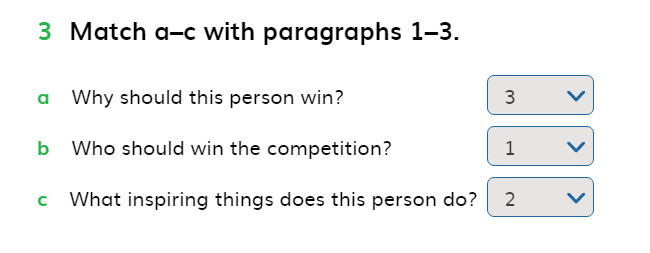 3 Match a–c with paragraphs 1–3.
a Why should this person win? 3
b Who should win the competition? 1
c What inspiring things does this person do? 2